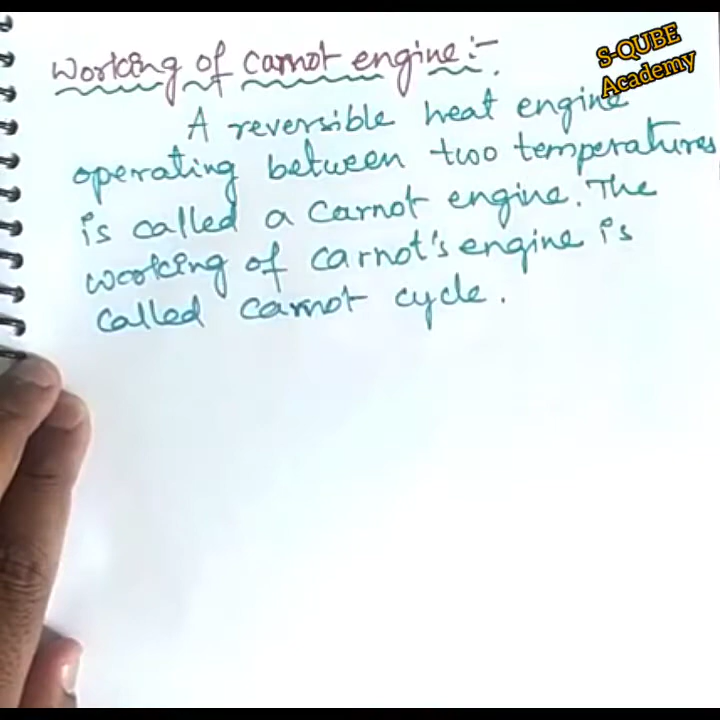 Working of carnot engine:-
S-QUBE
Academy
A reversible heat engine
operating between two temperatures
is called a carnot engine. The
working of carnot's engine is
called carnot cycle.